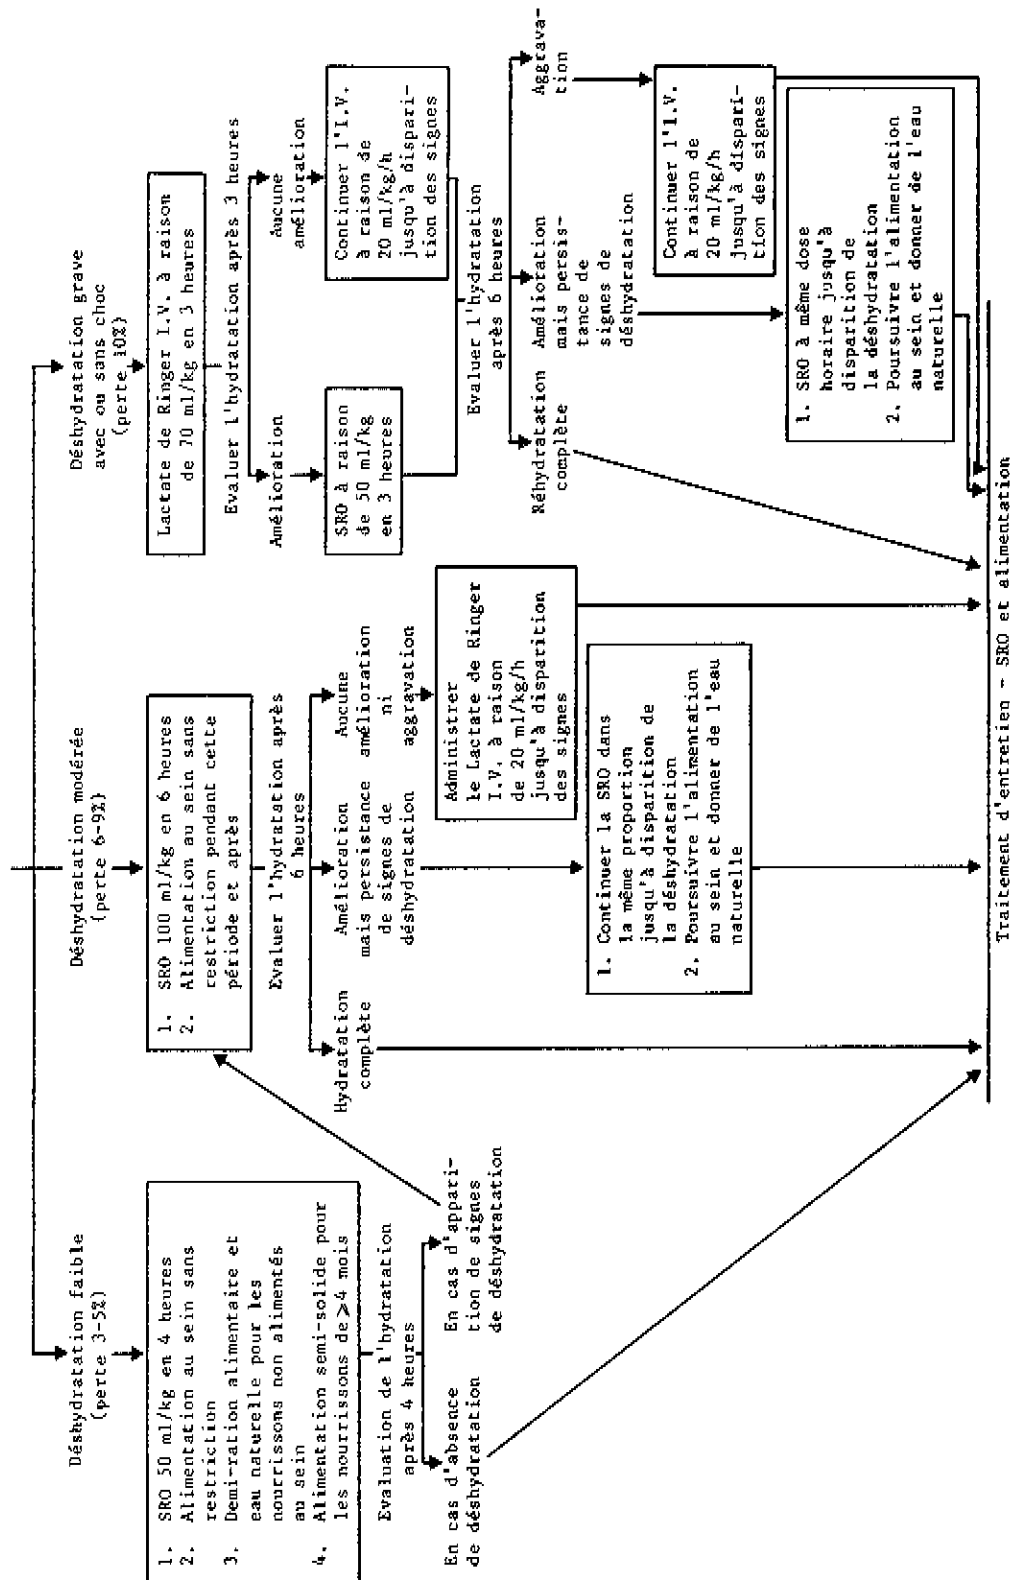 Déshydratation faible
(perte 3-5%)
1. SRO 50 ml/kg en 4 heures
2. Alimentation au sein sans
restriction
3. Demi-ration alimentaire et
eau naturelle pour les
nourrissons non alimentés
au sein
4. Alimentation semi-solide pour
les nourrissons de ⩾4 mois
Evaluation de l'hydratation
après 4 heures
En cas d'absence
de déshydratation
En cas d'appari-
tion de signes
de déshydratation
Déshydratation modérée
(perte 6-9%)
1. SRO 100 ml/kg en 6 heures
2. Alimentation au sein sans
restriction pendant cette
période et après
Evaluer l'hydratation après
6 heures
Hydratation
complète
Amélioration
mais persistance
de signes de
déshydratation
Aucune
amélioration
ni
aggravation
Administrer
le Lactate de Ringer
I.V. à raison
de 20 ml/kg/h
jusqu'à disparition
des signes
1. Continuer la SRO dans
la même proportion
jusqu'à disparition de
la déshydratation
2. Poursuivre l'alimentation
au sein et donner de l'eau
naturelle
Déshydratation grave
avec ou sans choc
(perte 10%)
Lactate de Ringer I.V. à raison
de 70 ml/kg en 3 heures
Evaluer l'hydratation après 3 heures
Amélioration
Aucune
amélioration
SRO à raison
de 50 ml/kg
en 3 heures
Continuer l'I.V.
à raison de
20 ml/kg/h
jusqu'à dispari-
tion des signes
Evaluer l'hydratation
après 6 heures
Réhydratation
complète
Amélioration
mais persis-
tance de
signes de
déshydratation
Aggrava-
tion
Continuer l'I.V.
à raison de
20 ml/kg/h
jusqu'à dispari-
tion des signes
1. SRO à même dose
horaire jusqu'à
disparition de
la déshydratation
2. Poursuivre l'alimentation
au sein et donner de l'eau
naturelle
Traitement d'entretien - SRO et alimentation